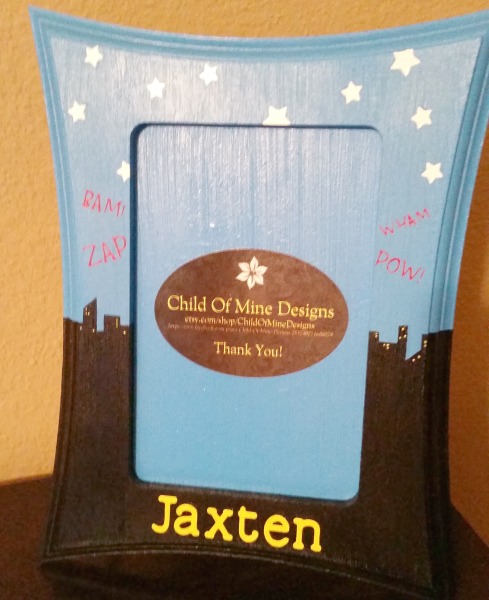 BAM!
ZAP
WHAM
POW!
Child Of Mine Designs
etsy.com/shop/ChildOfMineDesigns
Thank You!
Jaxten